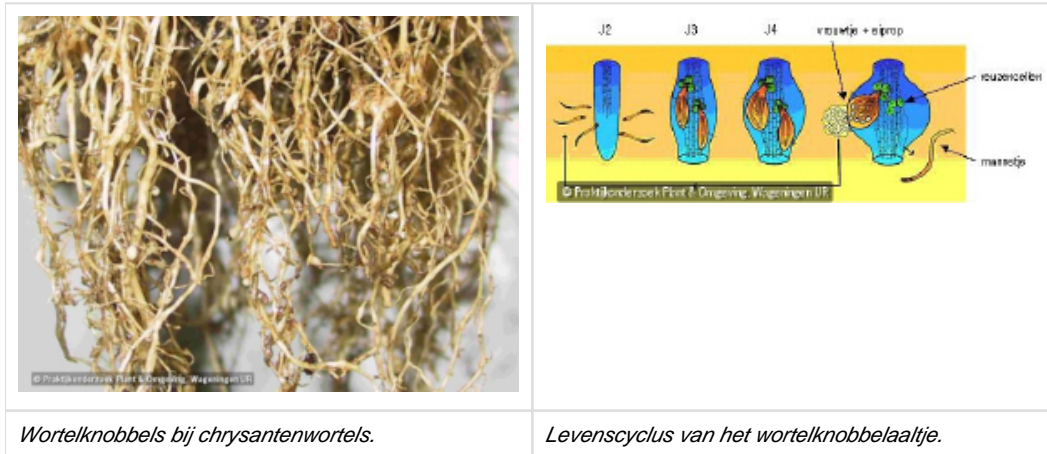 J2 J3 J4 vrouwtje + eiprop
reuzencellen
mannetje
© Praktijkonderzoek Plant & Omgeving, Wageningen UR
© Praktijkonderzoek Plant & Omgeving, Wageningen UR
Wortelknobbels bij chrysantenwortels.
Levenscyclus van het wortelknobbelaaltje.